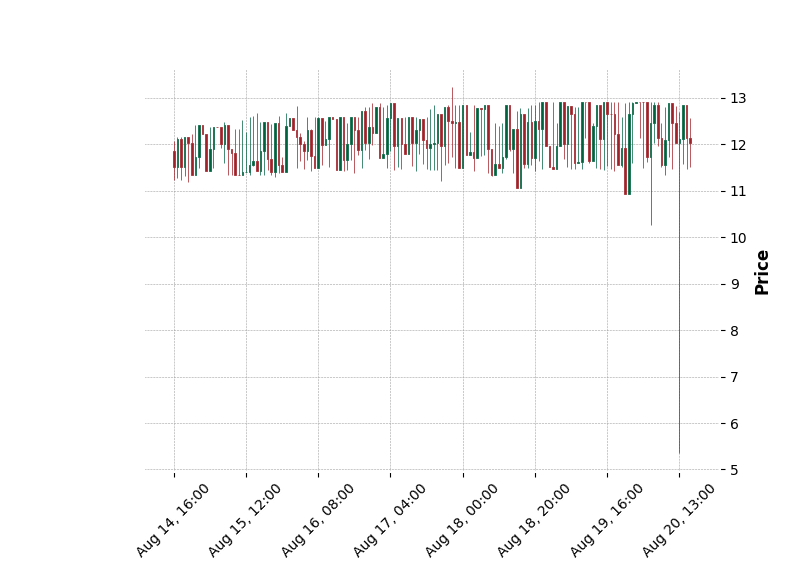 13
12
11
10
9
8
7
6
5
Price
Aug 14, 16:00
Aug 15, 12:00
Aug 16, 08:00
Aug 17, 04:00
Aug 18, 00:00
Aug 18, 20:00
Aug 19, 16:00
Aug 20, 13:00